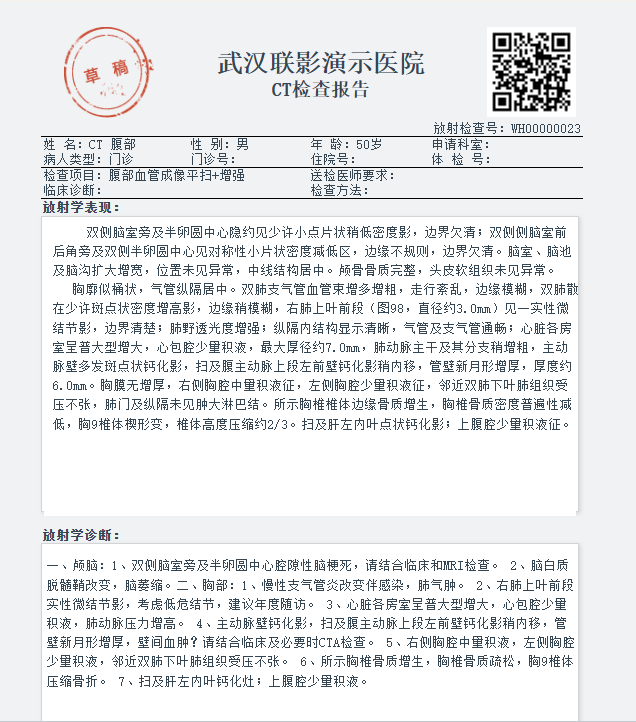 草稿
武汉联影演示医院
CT检查报告
放射检查号：WH00000023
姓 名：CT 腹部 性 别：男 年 龄：50岁 申请科室：
病人类型：门诊 门诊号： 住院号： 体 检 号：
检查项目：腹部血管成像平扫+增强 送检医师要求：
临床诊断： 检查方法：
放射学表现：
双侧脑室旁及半卵圆中心隐约见少许小点片状稍低密度影，边界欠清；双侧侧脑室前
后角旁及双侧半卵圆中心见对称性小片状密度减低区，边缘不规则，边界欠清。脑室、脑池
及脑沟扩大增宽，位置未见异常，中线结构居中。颅骨骨质完整，头皮软组织未见异常。
胸廓似桶状，气管纵隔居中。双肺支气管血管束增多增粗，走行紊乱，边缘模糊，双肺散
在少许斑点状密度增高影，边缘稍模糊，右肺上叶前段（图98，直径约3.0mm）见一实性微
结节影，边界清楚；肺野透光度增强；纵隔内结构显示清晰，气管及支气管通畅；心脏各房
室呈普大型增大，心包腔少量积液，最大厚径约7.0mm，肺动脉主干及其分支稍增粗，主动
脉壁多发斑点状钙化影，扫及腹主动脉上段左前壁钙化影稍内移，管壁新月形增厚，厚度约
6.0mm。胸膜无增厚，右侧胸腔中量积液征，左侧胸腔少量积液征，邻近双肺下叶肺组织受
压不张，肺门及纵隔未见肿大淋巴结。所示胸椎椎体边缘骨质增生，胸椎骨质密度普遍性减
低，胸9椎体楔形变，椎体高度压缩约2/3。扫及肝左内叶点状钙化影；上腹腔少量积液征。
放射学诊断：
一、颅脑：1、双侧脑室旁及半卵圆中心腔隙性脑梗死，请结合临床和MRI检查。 2、脑白质
脱髓鞘改变，脑萎缩。二、胸部：1、慢性支气管炎改变伴感染，肺气肿。 2、右肺上叶前段
实性微结节影，考虑低危结节，建议年度随访。 3、心脏各房室呈普大型增大，心包腔少量
积液，肺动脉压力增高。 4、主动脉壁钙化影，扫及腹主动脉上段左前壁钙化影稍内移，管
壁新月形增厚，壁间血肿？请结合临床及必要时CTA检查。 5、右侧胸腔中量积液，左侧胸腔
少量积液，邻近双肺下叶肺组织受压不张。 6、所示胸椎骨质增生，胸椎骨质疏松，胸9椎体
压缩骨折。 7、扫及肝左内叶钙化灶；上腹腔少量积液。